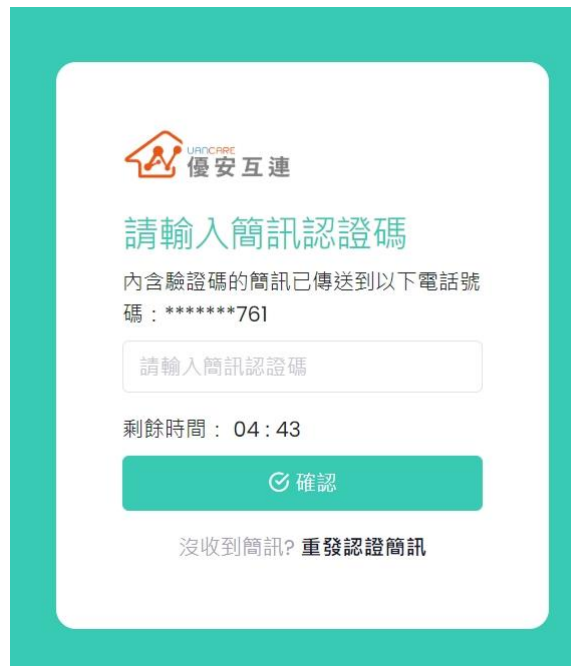 UANCARE
優安互連
請輸入簡訊認證碼
內含驗證碼的簡訊已傳送到以下電話號
碼：*******761
請輸入簡訊認證碼
剩餘時間： 04 : 43
確認
沒收到簡訊? 重發認證簡訊